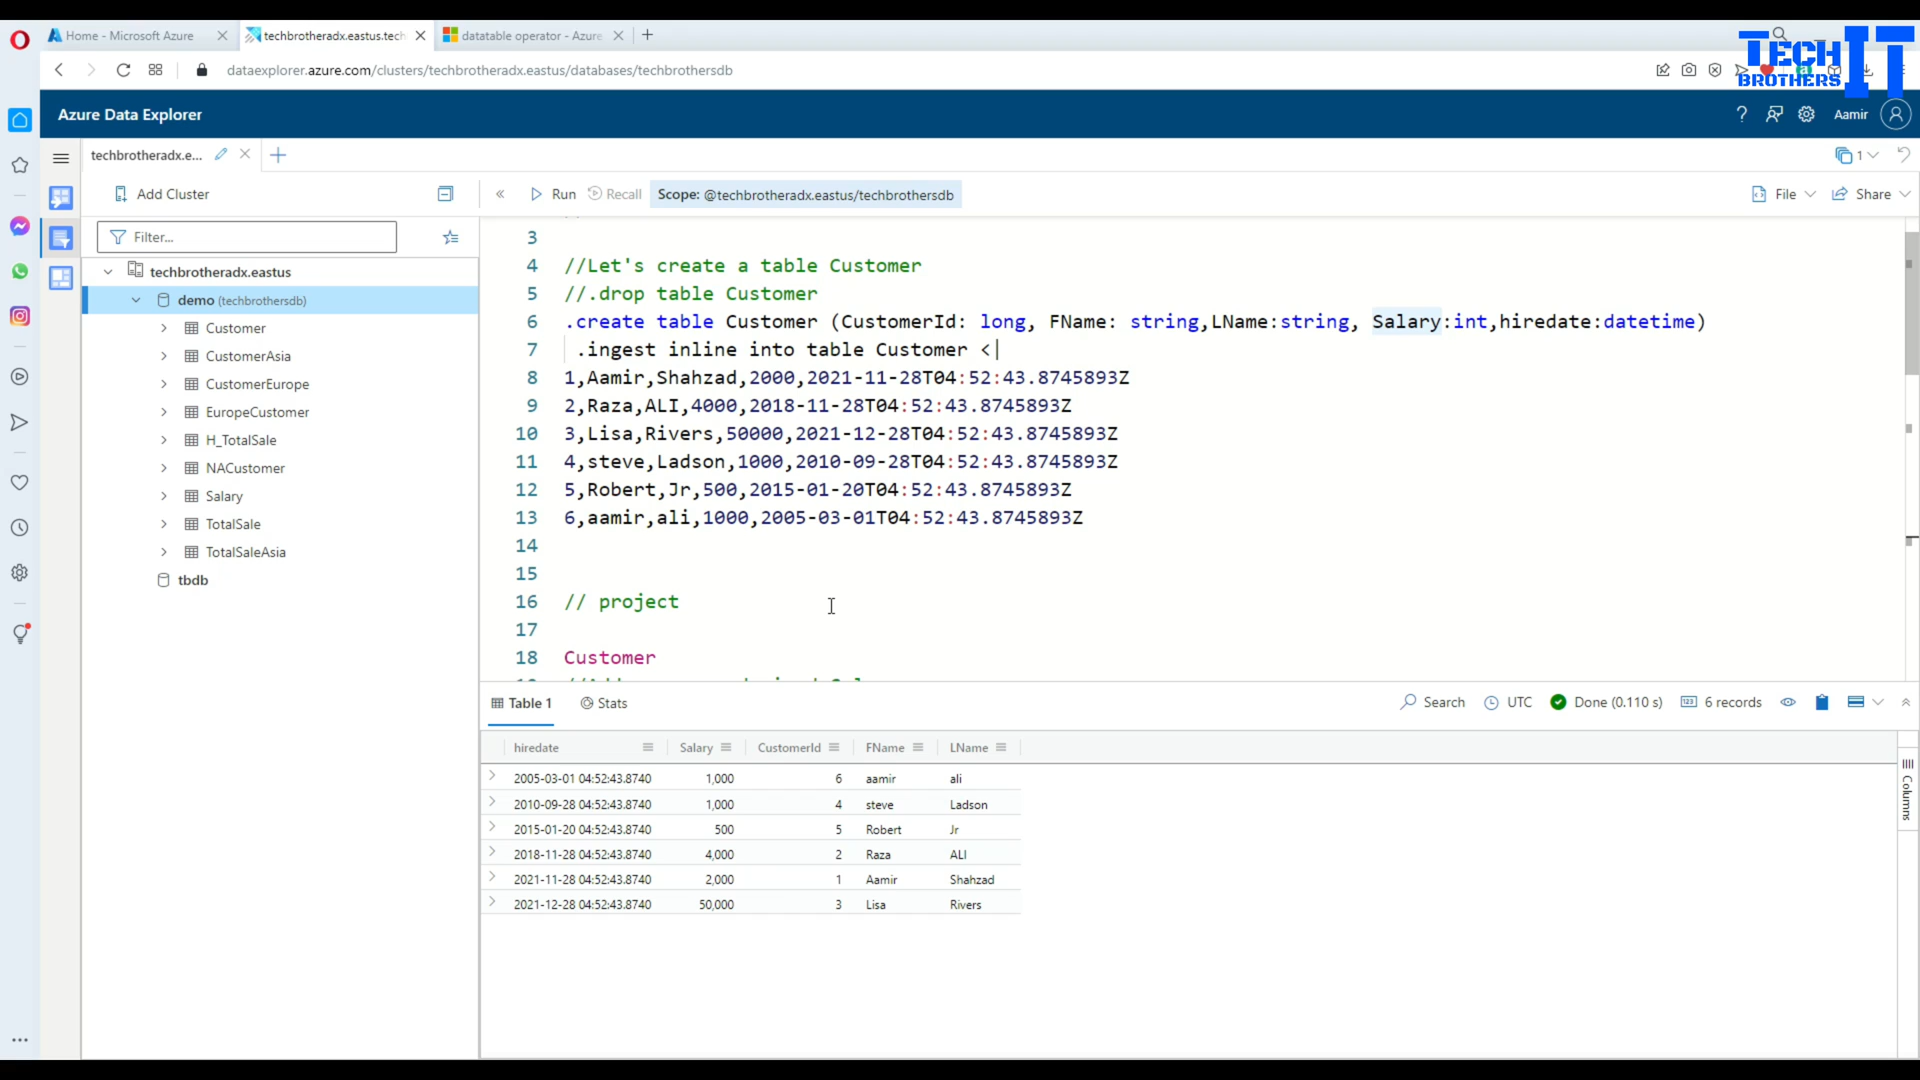 Home - Microsoft Azure
techbrotheradx.eastus.tech
datatable operator - Azure
dataexplorer.azure.com/clusters/techbrotheradx.eastus/databases/techbrothersdb
TECH
BROTHERS
IT
Azure Data Explorer
?
Aamir
techbrotheradx.e...
1
Add Cluster
Run
Recall
Scope: @techbrotheradx.eastus/techbrothersdb
File
Share
Filter...
techbrotheradx.eastus
demo (techbrothersdb)
Customer
CustomerAsia
CustomerEurope
EuropeCustomer
H_TotalSale
NACustomer
Salary
TotalSale
TotalSaleAsia
tbdb
3
4 //Let's create a table Customer
5 //.drop table Customer
6 .create table Customer (CustomerId: long, FName: string,LName:string, Salary:int,hiredate:datetime)
7 .ingest inline into table Customer <|
8 1,Aamir,Shahzad,2000,2021-11-28T04:52:43.8745893Z
9 2,Raza,ALI,4000,2018-11-28T04:52:43.8745893Z
10 3,Lisa,Rivers,50000,2021-12-28T04:52:43.8745893Z
11 4,steve,Ladson,1000,2010-09-28T04:52:43.8745893Z
12 5,Robert,Jr,500,2015-01-20T04:52:43.8745893Z
13 6,aamir,ali,1000,2005-03-01T04:52:43.8745893Z
14
15
16 // project
17
18 Customer
Table 1
Stats
Search
UTC
Done (0.110 s)
6 records
hiredate Salary CustomerId FName LName
2005-03-01 04:52:43.8740 1,000 6 aamir ali
2010-09-28 04:52:43.8740 1,000 4 steve Ladson
2015-01-20 04:52:43.8740 500 5 Robert Jr
2018-11-28 04:52:43.8740 4,000 2 Raza ALI
2021-11-28 04:52:43.8740 2,000 1 Aamir Shahzad
2021-12-28 04:52:43.8740 50,000 3 Lisa Rivers
Columns